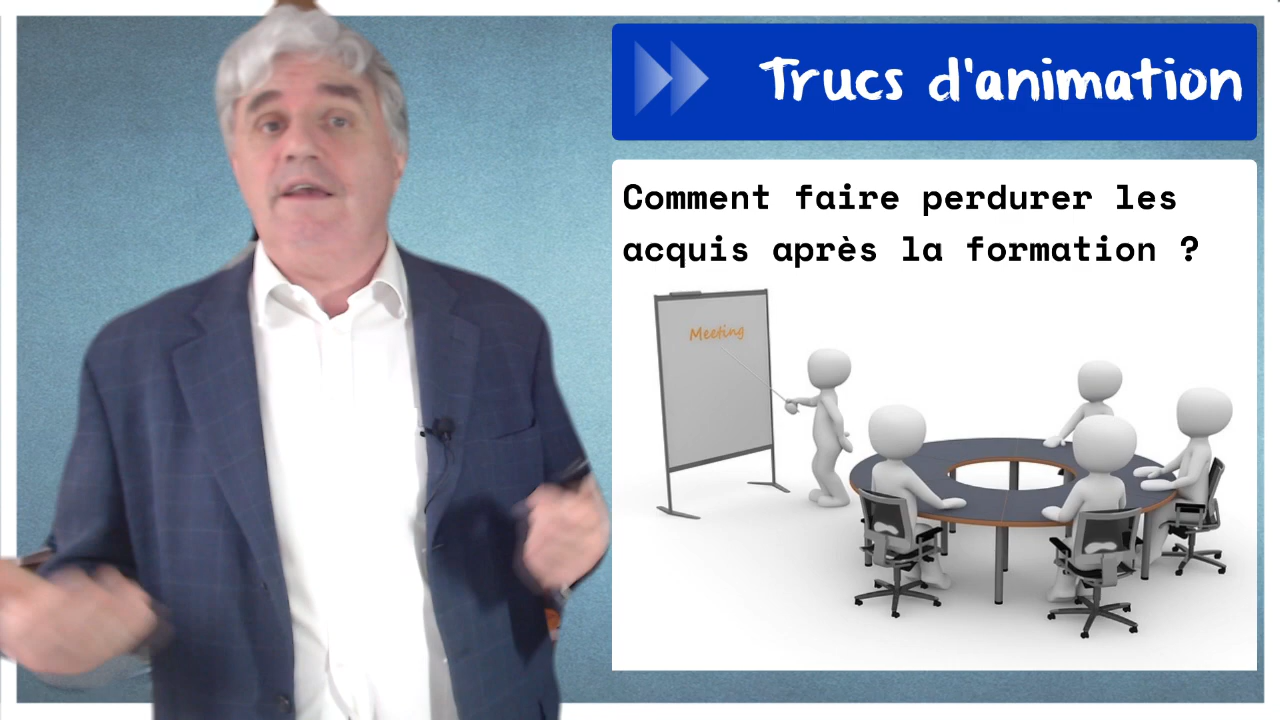 Trucs d'animation
Comment faire perdurer les
acquis après la formation ?
Meeting